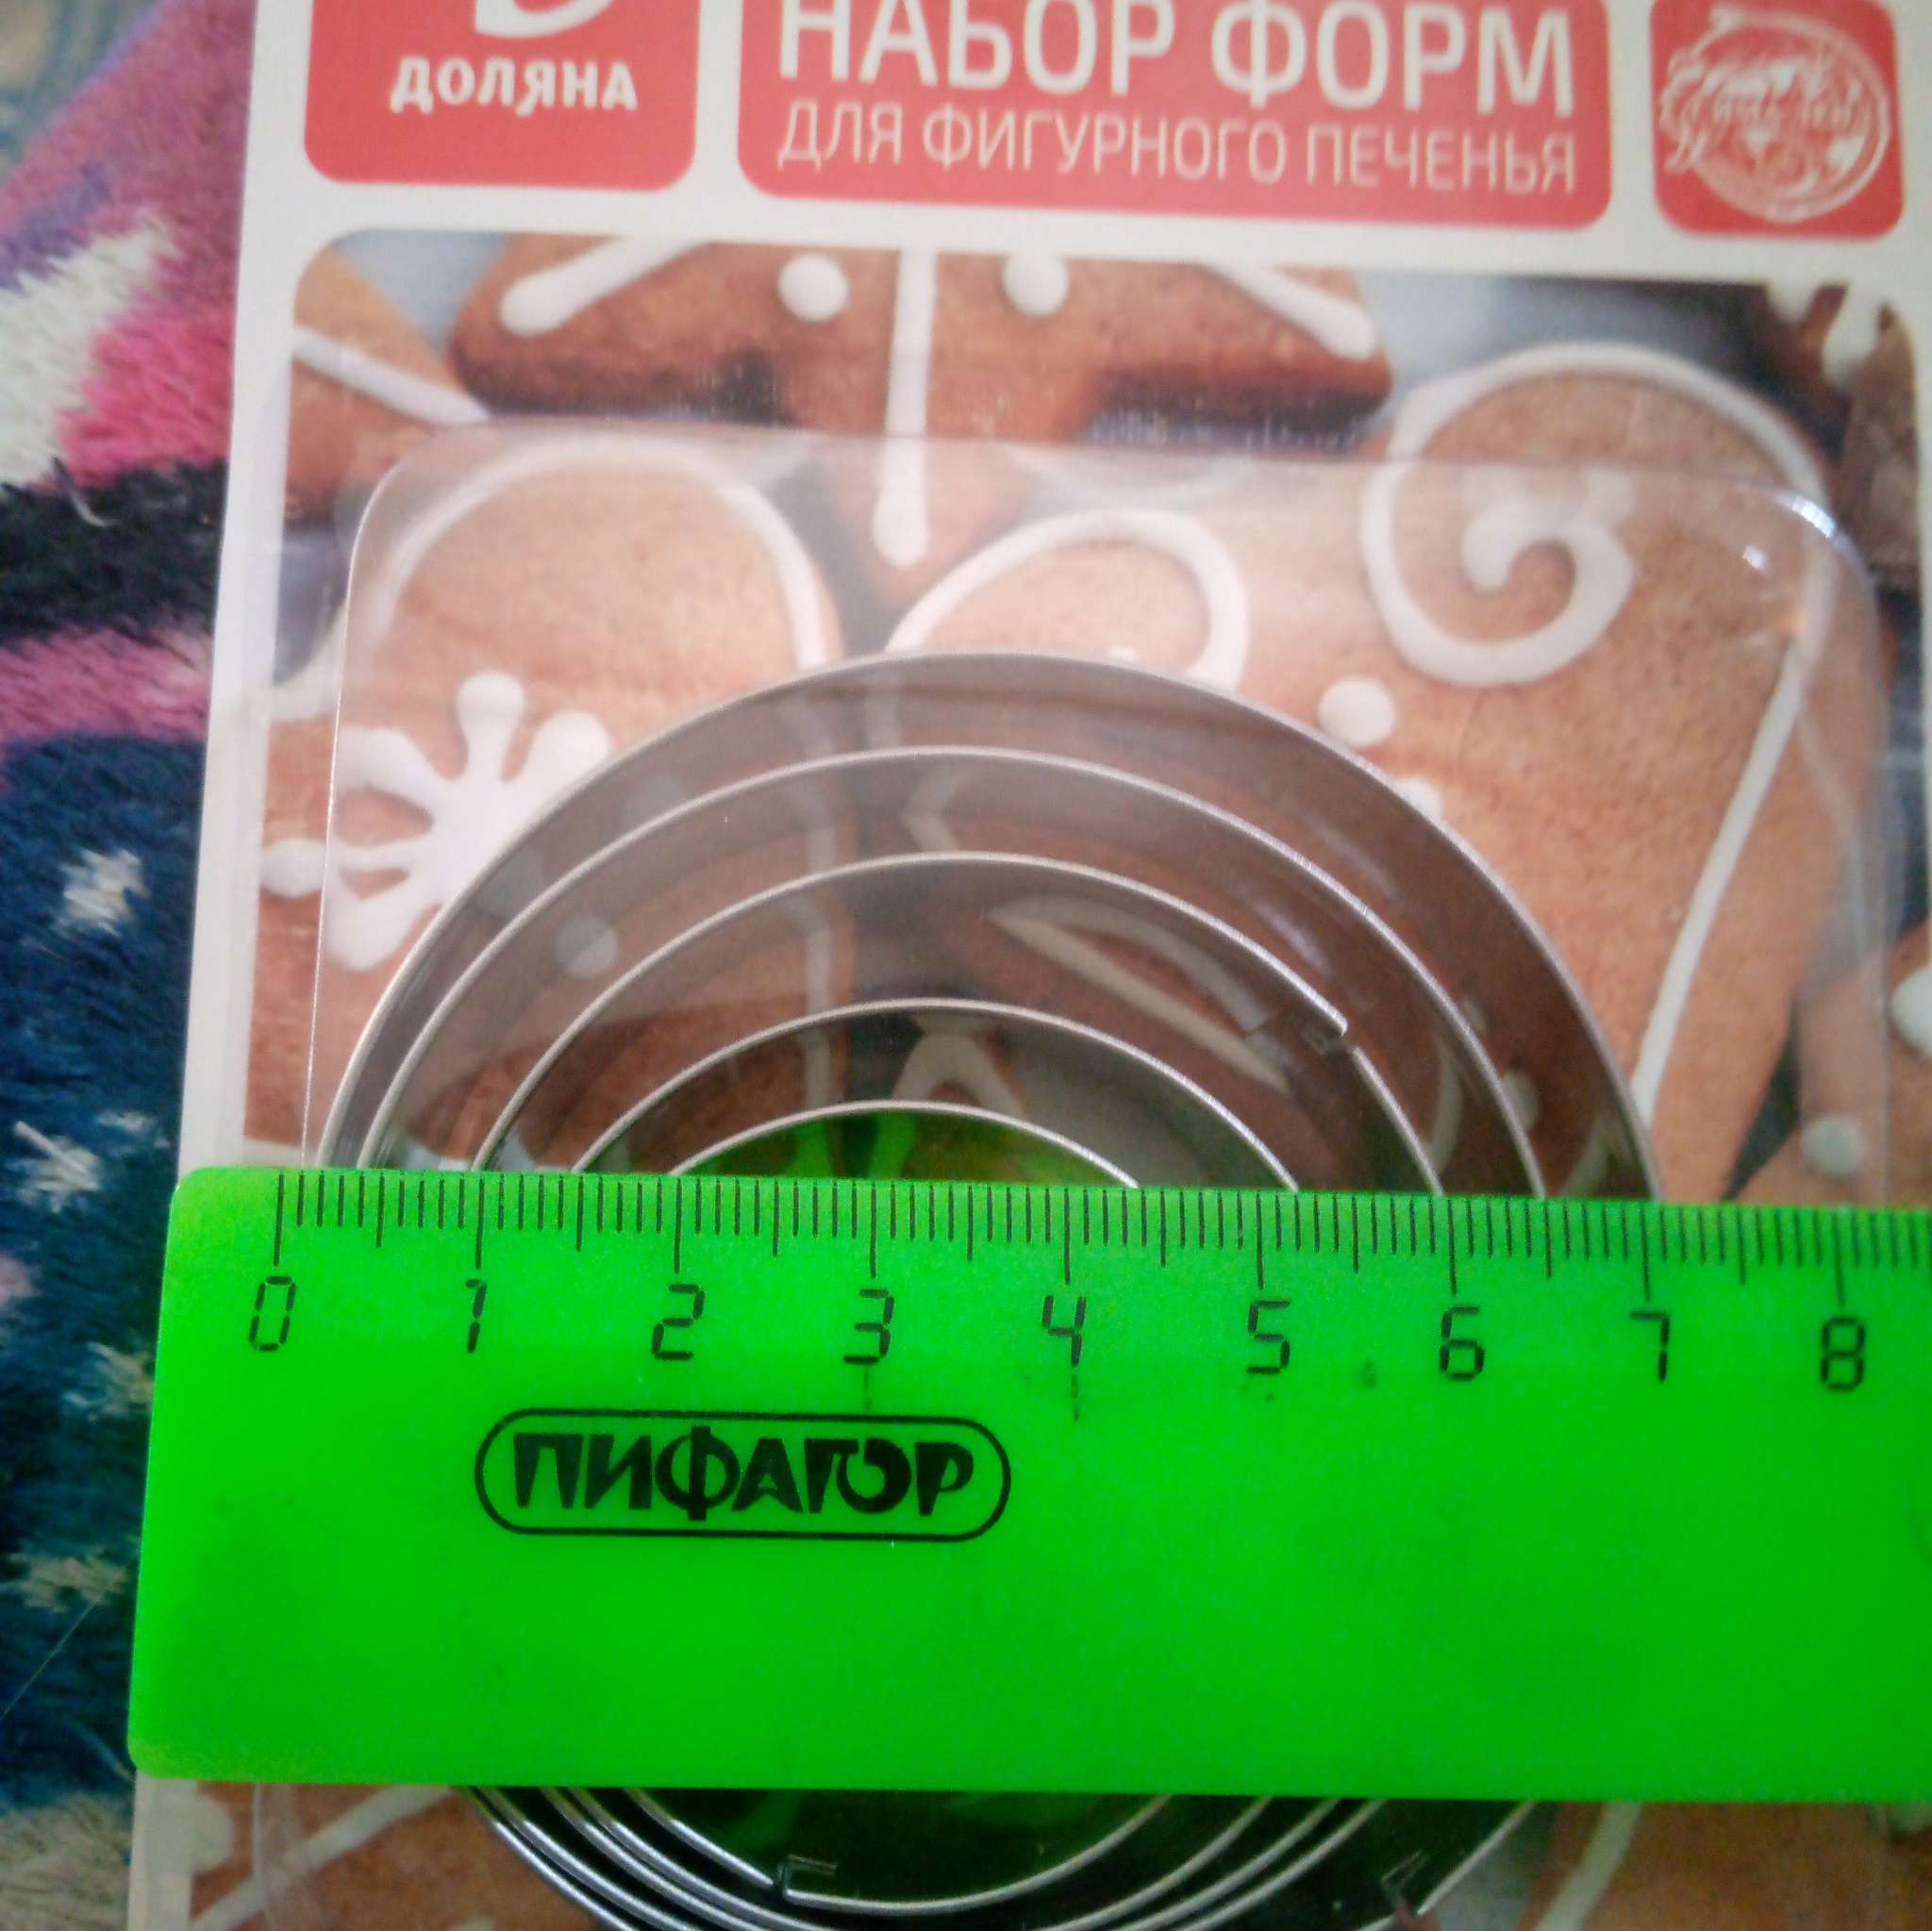 ДОЛЯНА
НАБОР ФОРМ
ДЛЯ ФИГУРНОГО ПЕЧЕНЬЯ
0 1 2 3 4 5 6 7 8
ПИФАГОР